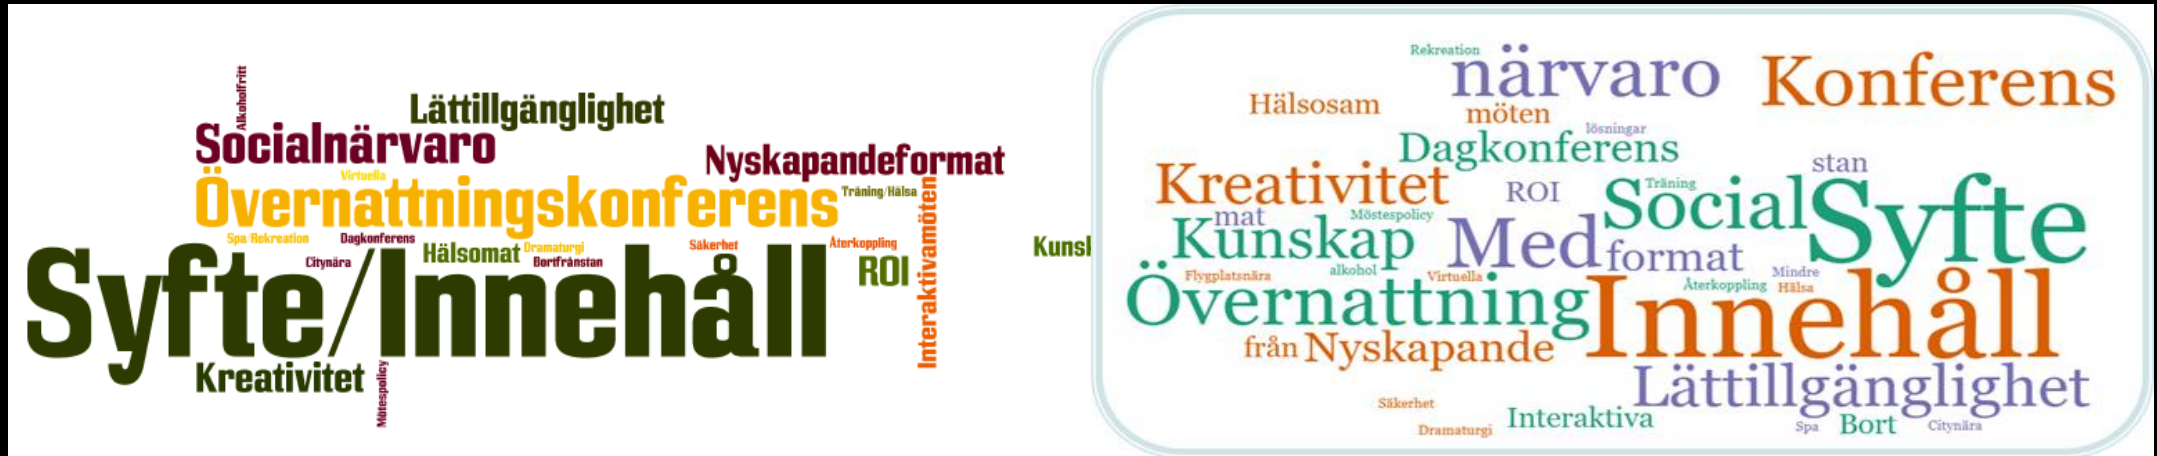 Alkoholfritt
Lättillgänglighet
Socialnärvaro
Nyskapandeformat
Virtuella
Övernattningskonferens
Träning/Hälsa
Interaktivamöten
Spa/Rekreation
Dagkonferens
Hälsomat
Dramaturgi
Säkerhet
Återkoppling
Citynära
Bortfrånstan
ROI
Syfte/Innehåll
Kreativitet
Mötespolicy
Kunsl
Rekreation
närvaro
Konferens
Hälsosam
möten
lösningar
Dagkonferens
stan
Kreativitet
ROI
Träning
Social
Syfte
mat
Möstespolicy
Kunskap
Med
format
Flygplatsnära
alkohol
Virtuella
Mindre
Återkoppling
Hälsa
Övernattning
Innehåll
från
Nyskapande
Lättillgänglighet
Säkerhet
Interaktiva
Dramaturgi
Spa
Bort
Citynära